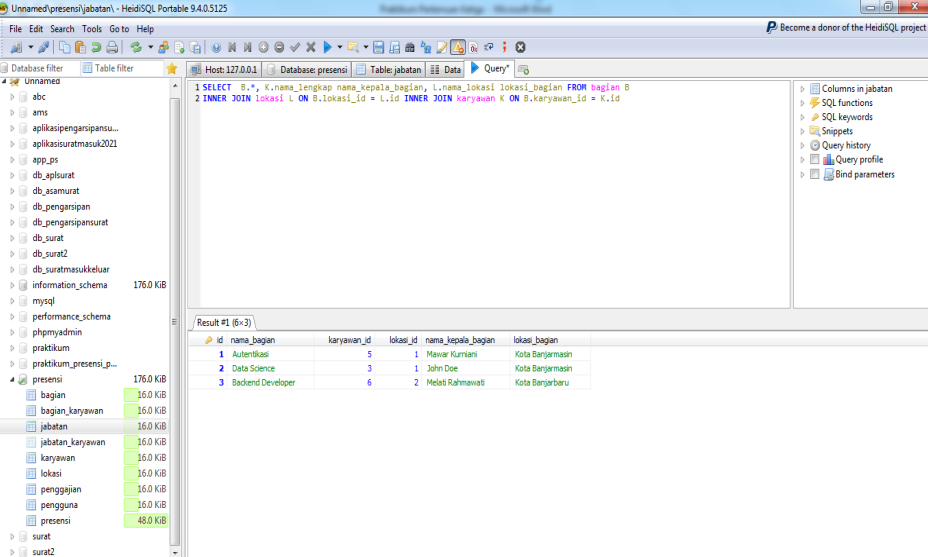 Unnamed\presensi\jabatan\ - HeidiSQL Portable 9.4.0.5125
Praktikum Pertemuan Ketiga - Microsoft Word
File Edit Search Tools Go to Help
Become a donor of the HeidiSQL project
Database filter Table filter
Host: 127.0.0.1 Database: presensi Table: jabatan Data Query*
Unnamed
abc
ams
aplikasipengarsipansu...
aplikasisuratmasuk2021
app_ps
db_aplsurat
db_asamurat
db_pengarsipan
db_pengarsipansurat
db_surat
db_surat2
db_suratmasukkeluar
information_schema 176.0 KiB
mysql
performance_schema
phpmyadmin
praktikum
praktikum_presensi_p...
presensi 176.0 KiB
bagian 16.0 KiB
bagian_karyawan 16.0 KiB
jabatan 16.0 KiB
jabatan_karyawan 16.0 KiB
karyawan 16.0 KiB
lokasi 16.0 KiB
penggajian 16.0 KiB
pengguna 16.0 KiB
presensi 48.0 KiB
surat
surat2
1 SELECT B.*, K.nama_lengkap nama_kepala_bagian, L.nama_lokasi lokasi_bagian FROM bagian B
2 INNER JOIN lokasi L ON B.lokasi_id = L.id INNER JOIN karyawan K ON B.karyawan_id = K.id
Columns in jabatan
SQL functions
SQL keywords
Snippets
Query history
Query profile
Bind parameters
Result #1 (6×3)
id nama_bagian karyawan_id lokasi_id nama_kepala_bagian lokasi_bagian
1 Autentikasi 5 1 Mawar Kurniani Kota Banjarmasin
2 Data Science 3 1 John Doe Kota Banjarmasin
3 Backend Developer 6 2 Melati Rahmawati Kota Banjarbaru